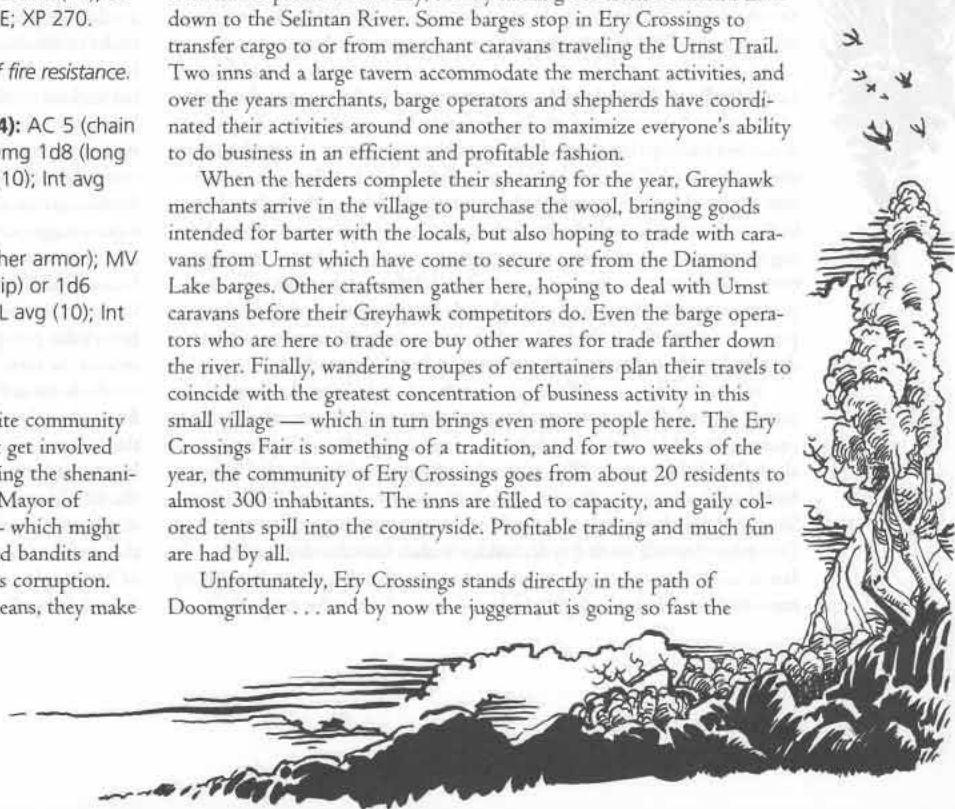 E; XP 270.
f fire resistance.
4): AC 5 (chain
mg 1d8 (long
10); Int avg
her armor); MV
ip) or 1d6
L avg (10); Int
ite community
get involved
ing the shenani-
Mayor of
- which might
d bandits and
s corruption.
eans, they make
down to the Selintan River. Some barges stop in Ery Crossings to
transfer cargo to or from merchant caravans traveling the Urnst Trail.
Two inns and a large tavern accommodate the merchant activities, and
over the years merchants, barge operators and shepherds have coordi-
nated their activities around one another to maximize everyone's ability
to do business in an efficient and profitable fashion.
When the herders complete their shearing for the year, Greyhawk
merchants arrive in the village to purchase the wool, bringing goods
intended for barter with the locals, but also hoping to trade with cara-
vans from Urnst which have come to secure ore from the Diamond
Lake barges. Other craftsmen gather here, hoping to deal with Urnst
caravans before their Greyhawk competitors do. Even the barge opera-
tors who are here to trade ore buy other wares for trade farther down
the river. Finally, wandering troupes of entertainers plan their travels to
coincide with the greatest concentration of business activity in this
small village — which in turn brings even more people here. The Ery
Crossings Fair is something of a tradition, and for two weeks of the
year, the community of Ery Crossings goes from about 20 residents to
almost 300 inhabitants. The inns are filled to capacity, and gaily col-
ored tents spill into the countryside. Profitable trading and much fun
are had by all.
Unfortunately, Ery Crossings stands directly in the path of
Doomgrinder . . . and by now the juggernaut is going so fast the